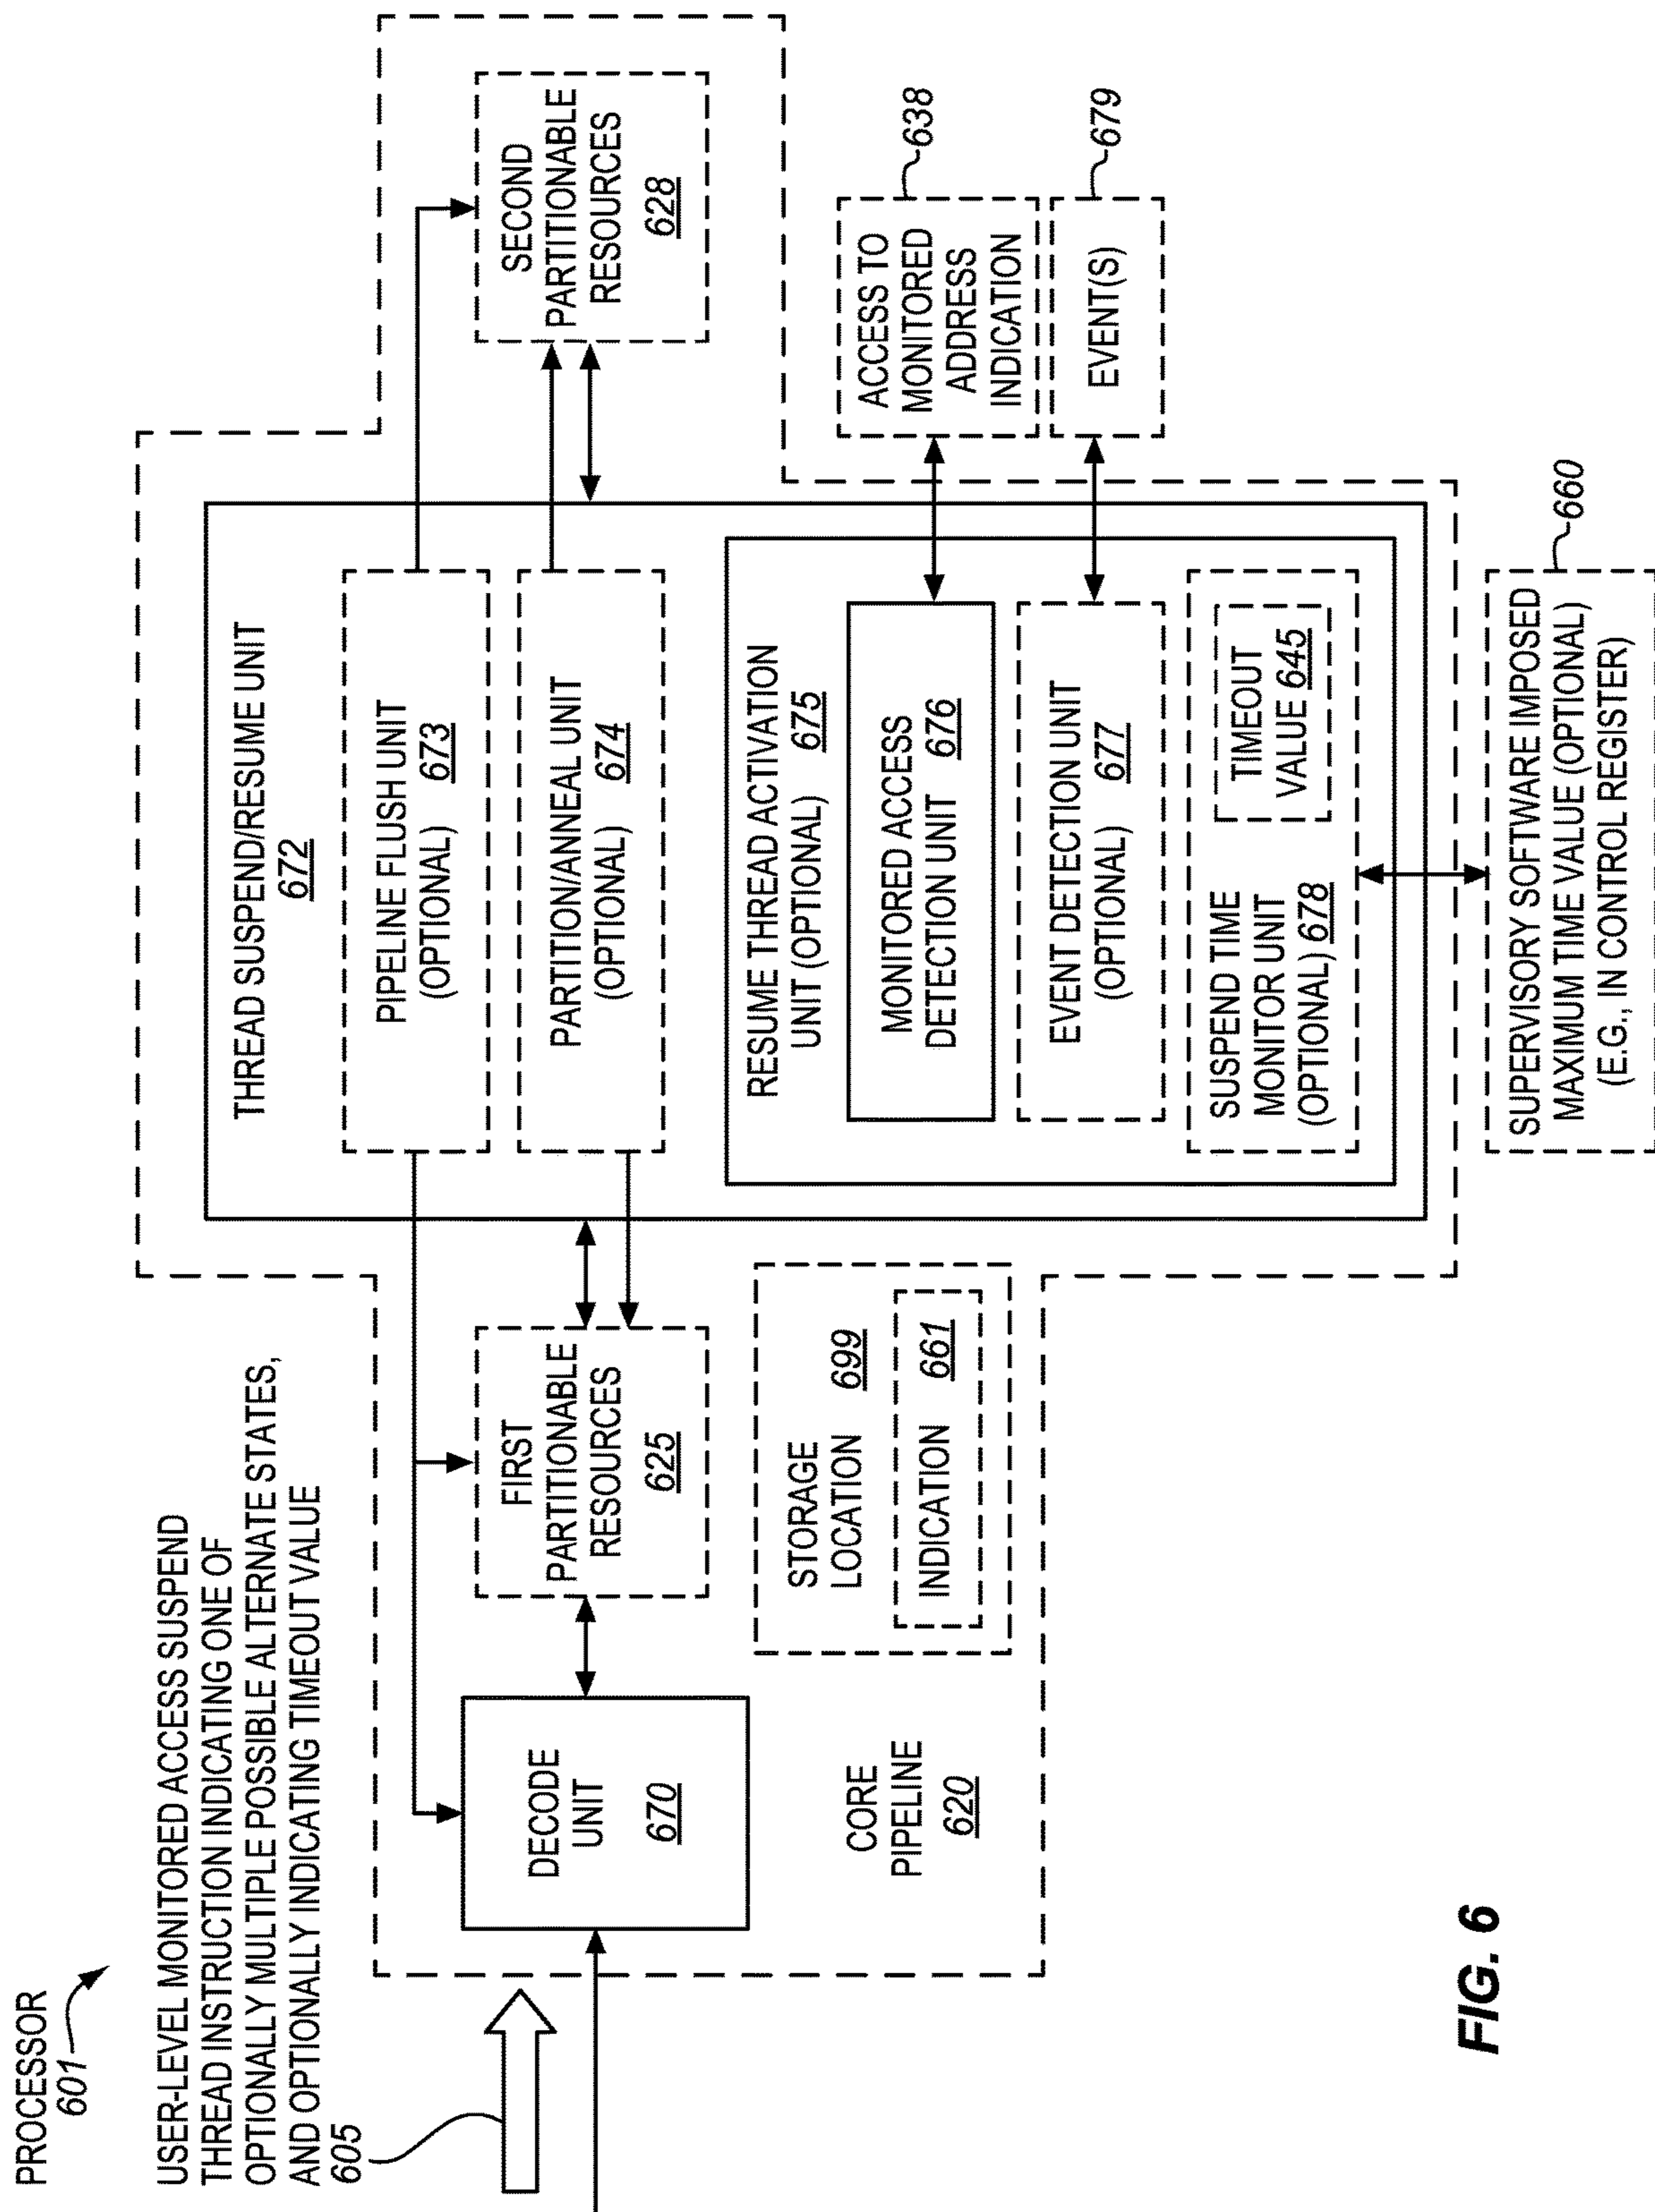 PROCESSOR
601
USER-LEVEL MONITORED ACCESS SUSPEND
THREAD INSTRUCTION INDICATING ONE OF
OPTIONALLY MULTIPLE POSSIBLE ALTERNATE STATES,
AND OPTIONALLY INDICATING TIMEOUT VALUE
605
DECODE
UNIT
670
CORE
PIPELINE
620
FIRST
PARTITIONABLE
RESOURCES
625
STORAGE
LOCATION 699
INDICATION 661
THREAD SUSPEND/RESUME UNIT
672
PIPELINE FLUSH UNIT
(OPTIONAL) 673
PARTITION/ANNEAL UNIT
(OPTIONAL) 674
RESUME THREAD ACTIVATION
UNIT (OPTIONAL) 675
MONITORED ACCESS
DETECTION UNIT 676
EVENT DETECTION UNIT
(OPTIONAL) 677
SUSPEND TIME
MONITOR UNIT
(OPTIONAL) 678
TIMEOUT
VALUE 645
SECOND
PARTITIONABLE
RESOURCES
628
ACCESS TO
MONITORED
ADDRESS
INDICATION
638
EVENT(S)
679
SUPERVISORY SOFTWARE IMPOSED
MAXIMUM TIME VALUE (OPTIONAL)
(E.G., IN CONTROL REGISTER)
660
FIG. 6